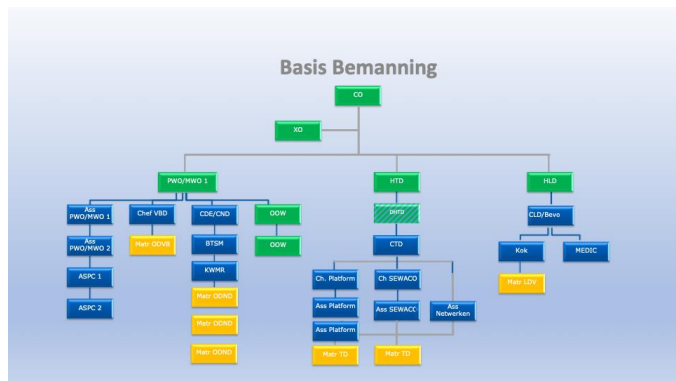 Basis Bemanning
CO
XO
PWO/MWO 1
HTD
HLD
Ass
PWO/MWO 1
Chef VBD
CDE/CND
OOW
DHTD
CLD/Bevo
Ass
PWO/MWO 2
Matr ODVB
BTSM
OOW
CTD
Kok
MEDIC
ASPC 1
KWMR
Ch. Platform
Ch SEWACO
Matr LDV
ASPC 2
Matr ODND
Ass Platform
Ass SEWACO
Ass
Netwerken
Matr ODND
Ass Platform
Matr ODND
Matr TD
Matr TD